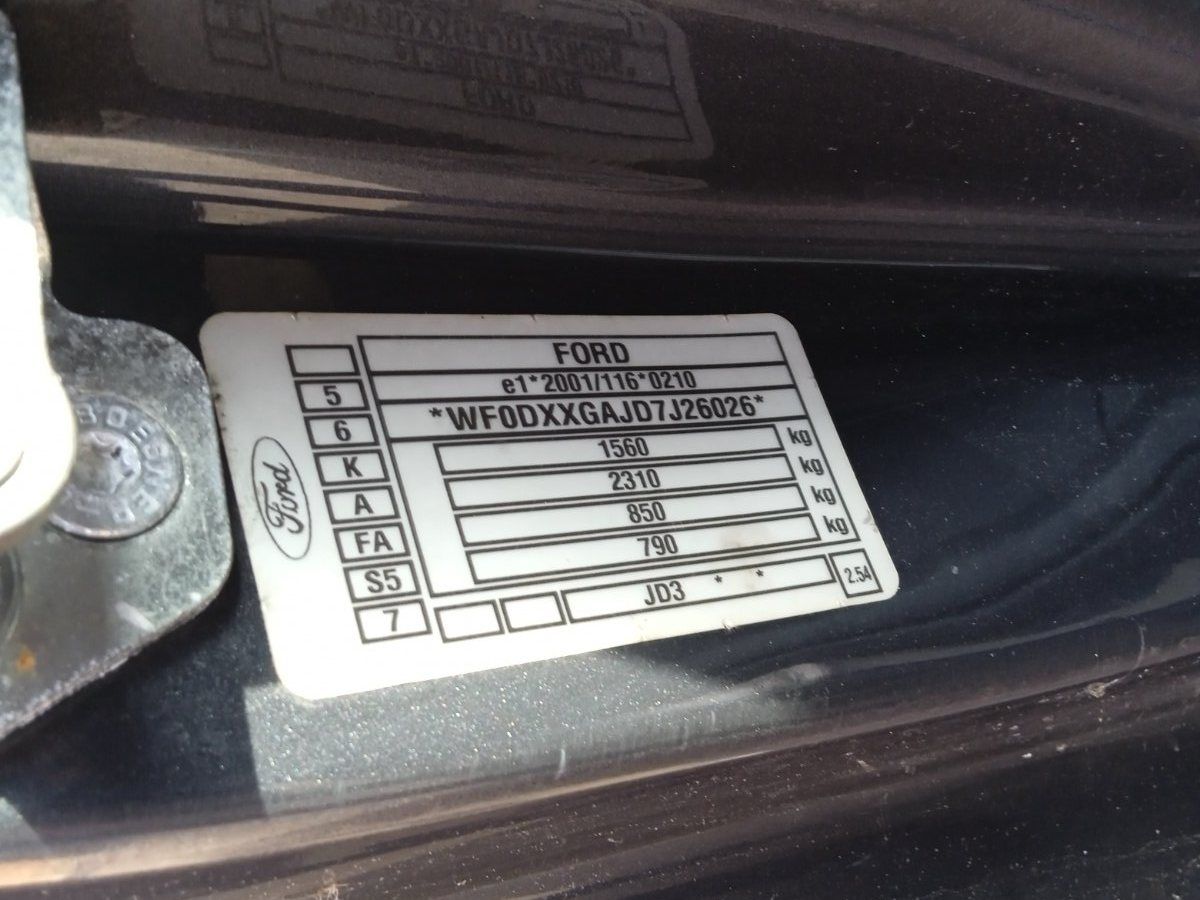 FORD
e1*2001/116*0210
*WF0DXXGAJD7J26026*
1560 kg
2310 kg
850 kg
790 kg
JD3 * *
2.54
5
6
K
A
FA
S5
7
Ford